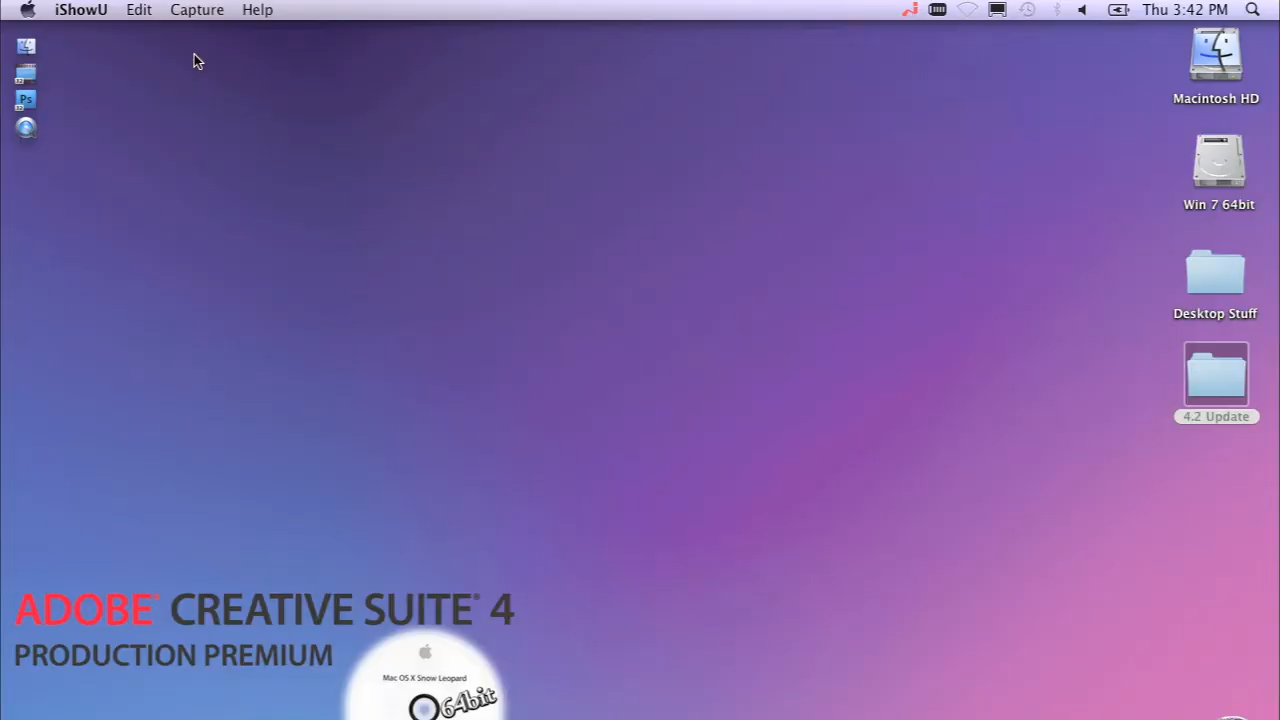 iShowU Edit Capture Help Thu 3:42 PM
Ps
Macintosh HD
Win 7 64bit
Desktop Stuff
4.2 Update
ADOBE® CREATIVE SUITE® 4
PRODUCTION PREMIUM
Mac OS X Snow Leopard
64bit